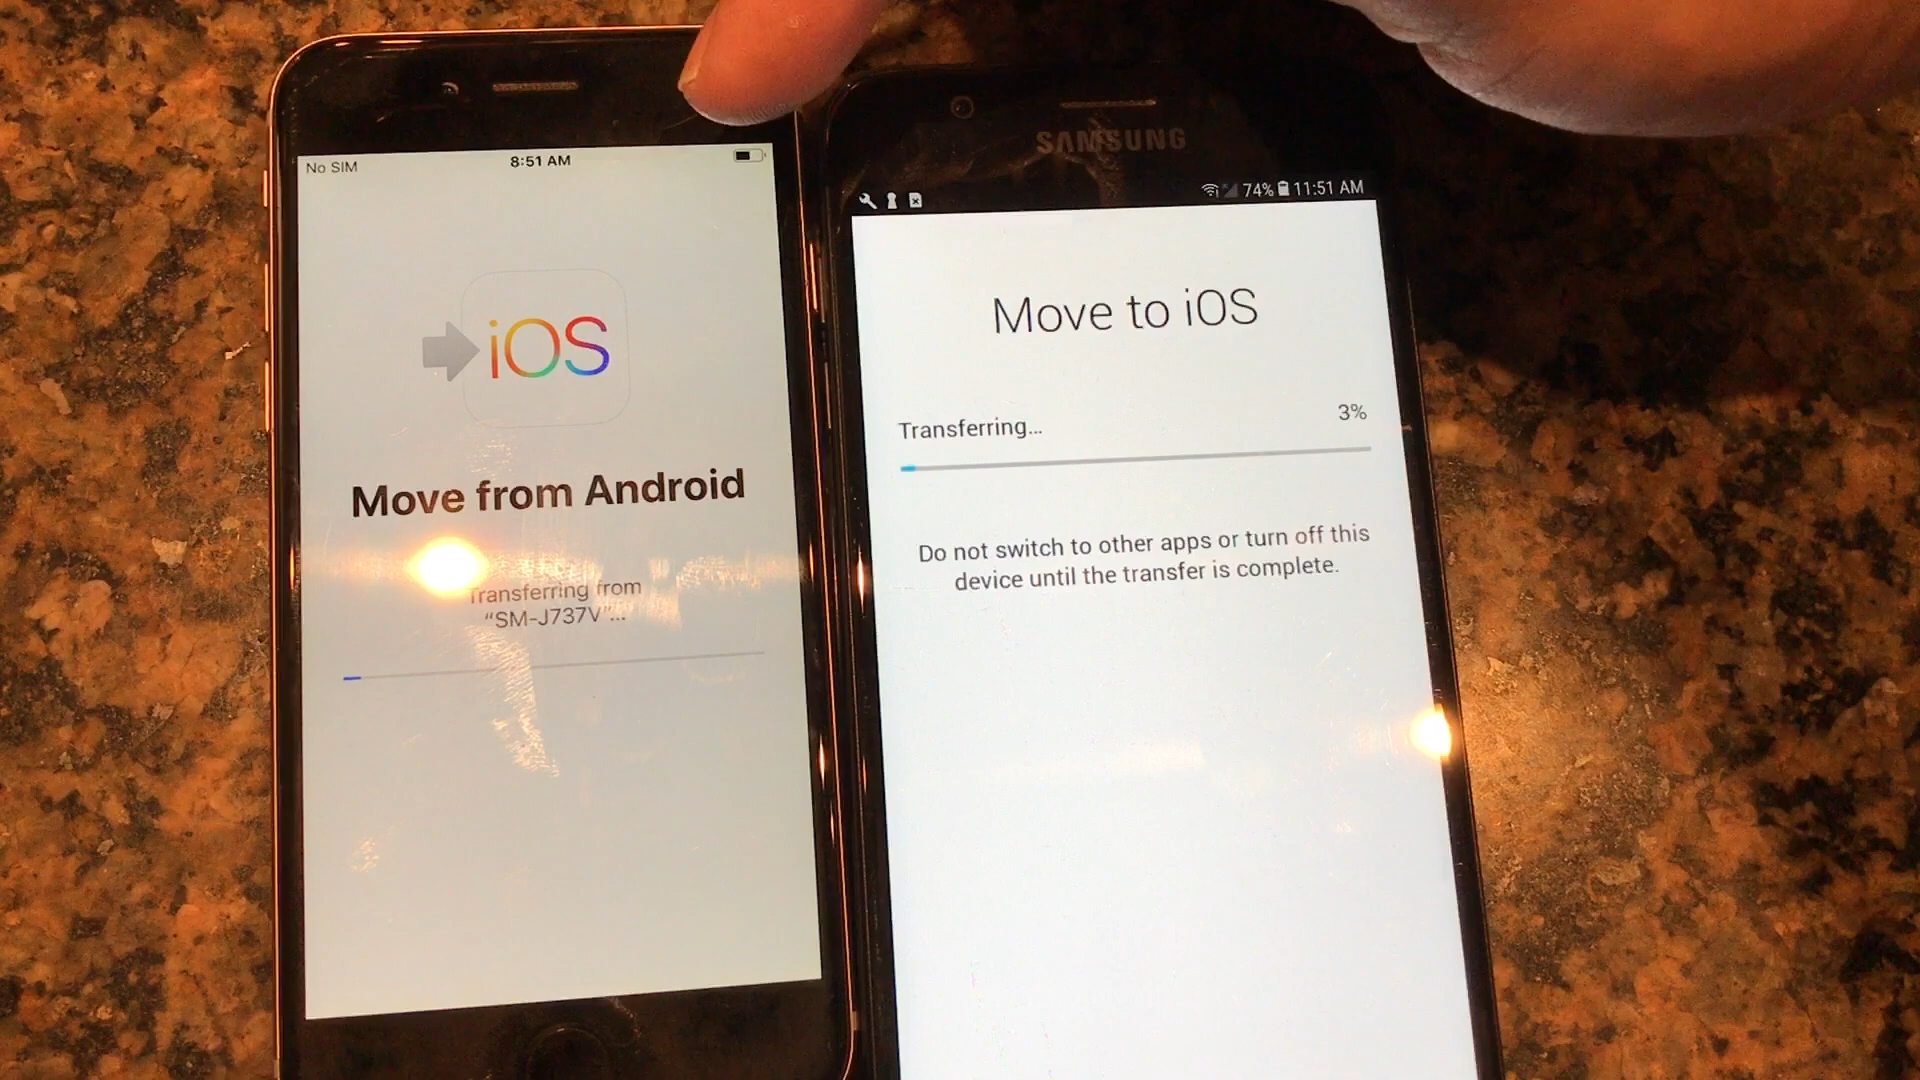 No SIM
8:51 AM
iOS
Move from Android
Transferring from
"SM-J737V"...
SAMSUNG
74% 11:51 AM
Move to iOS
Transferring... 3%
Do not switch to other apps or turn off this
device until the transfer is complete.